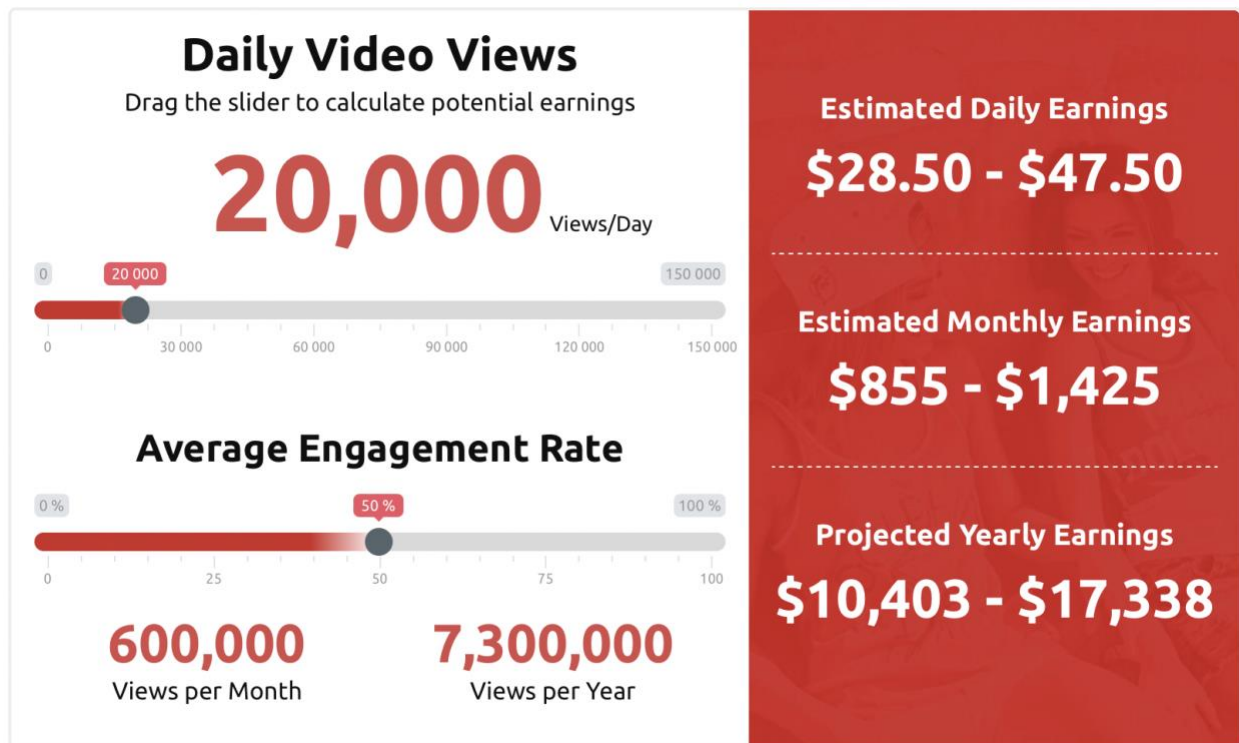 Daily Video Views
Drag the slider to calculate potential earnings
20,000 Views/Day
0 20 000 150 000
0 30 000 60 000 90 000 120 000 150 000
Average Engagement Rate
0 % 50 % 100 %
0 25 50 75 100
600,000 7,300,000
Views per Month Views per Year
Estimated Daily Earnings
$28.50 - $47.50
Estimated Monthly Earnings
$855 - $1,425
Projected Yearly Earnings
$10,403 - $17,338